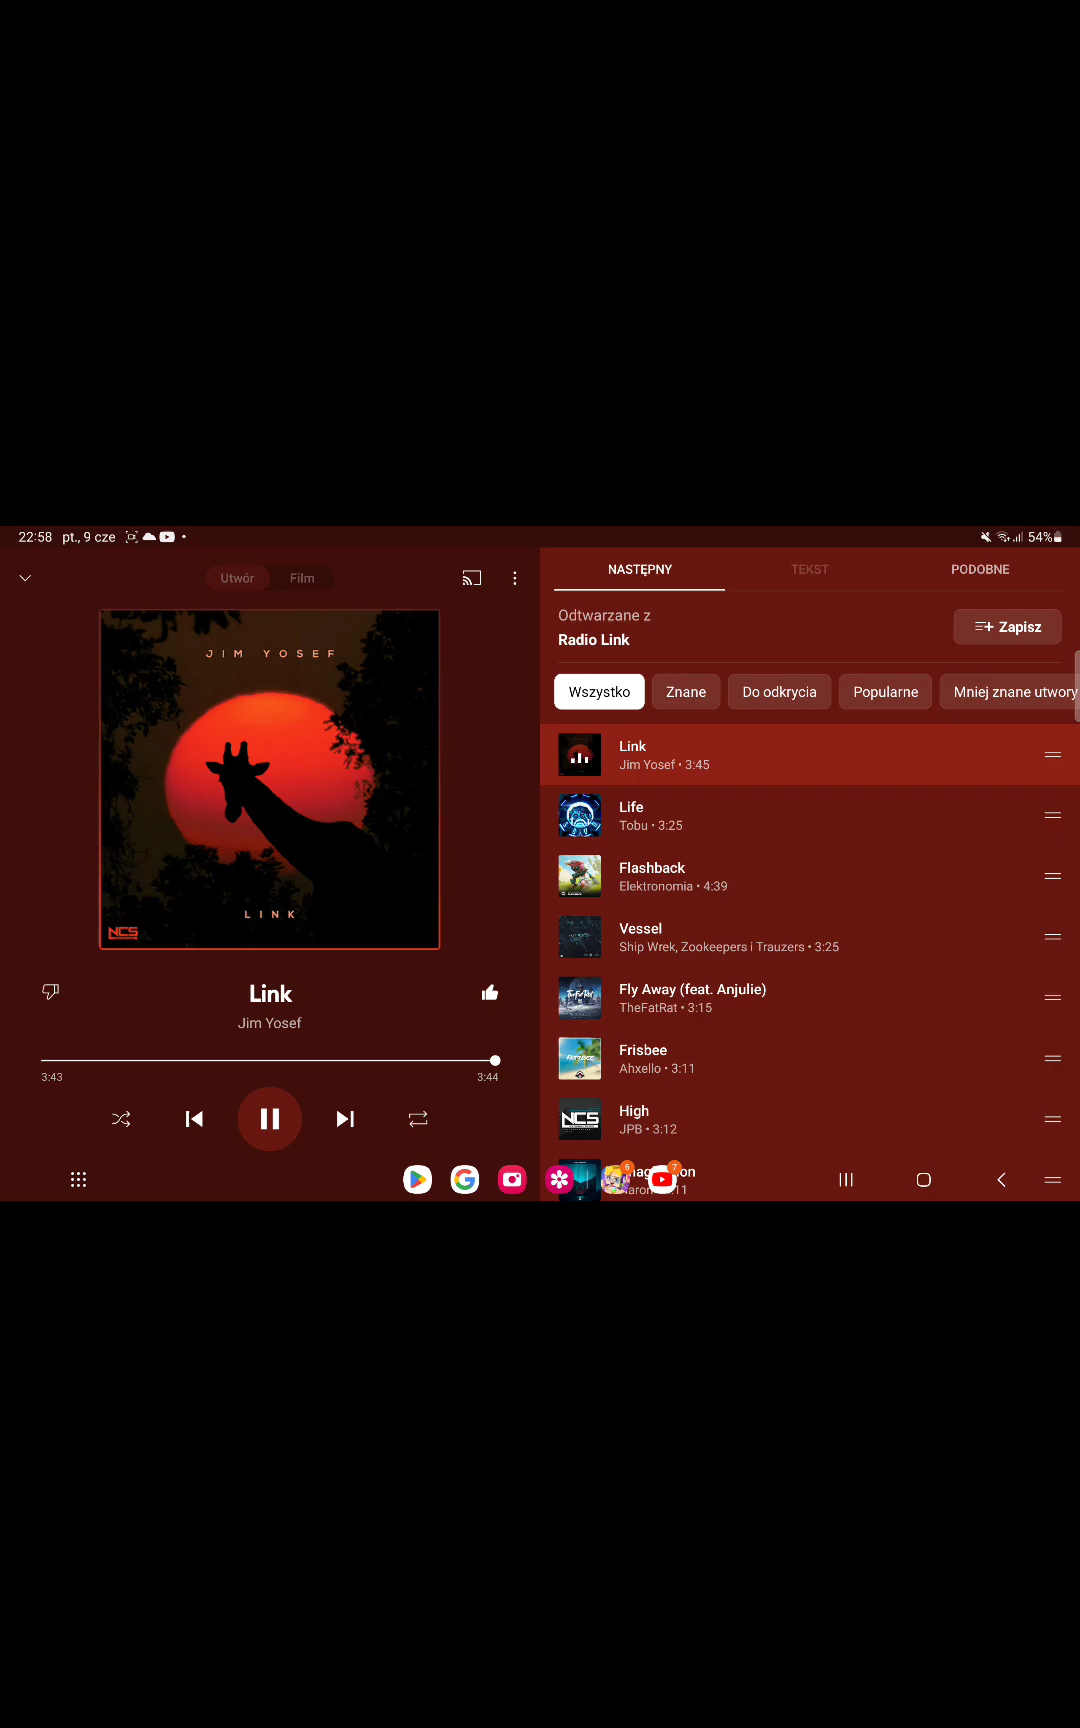 22:58 pt., 9 cze
54%
Utwór Film
JIM YOSEF
LINK
NCS
Link
Jim Yosef
3:43
3:44
NASTĘPNY TEKST PODOBNE
Odtwarzane z
Radio Link
Zapisz
Wszystko Znane Do odkrycia Popularne Mniej znane utwory
Link
Jim Yosef • 3:45
Life
Tobu • 3:25
Flashback
Elektronomia • 4:39
Vessel
Ship Wrek, Zookeepers i Trauzers • 3:25
Fly Away (feat. Anjulie)
TheFatRat • 3:15
Frisbee
Ahxello • 3:11
NCS
High
JPB • 3:12
6
7